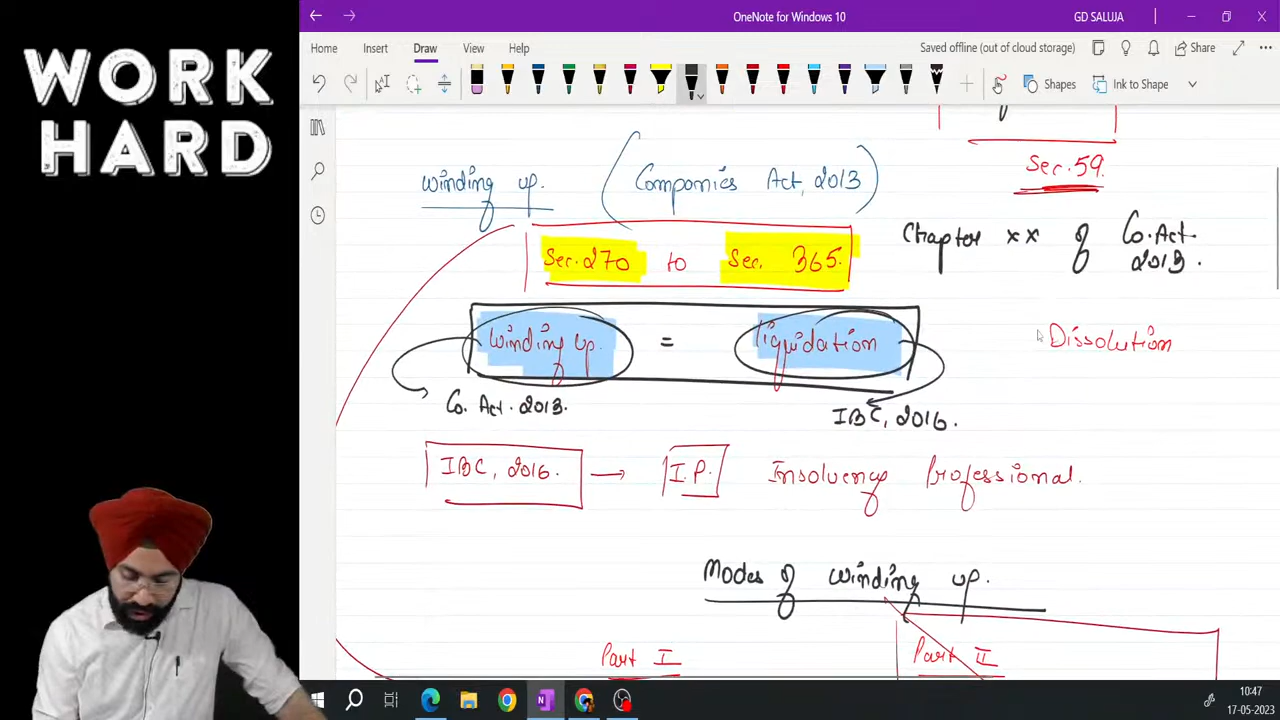 WORK
HARD
OneNote for Windows 10
GD SALUJA
Home Insert Draw View Help
Saved offline (out of cloud storage)
Share
Shapes
Ink to Shape
Sec. 59.
Winding up. (Companies Act, 2013)
Chapter XX of Co. Act 2013.
Sec. 270 to Sec. 365.
Winding up. = liquidation
Dissolution
Co. Act. 2013.
IBC, 2016.
IBC, 2016. → I.P. Insolvency Professional.
Modes of winding up.
Part I
Part II
10:47
17-05-2023